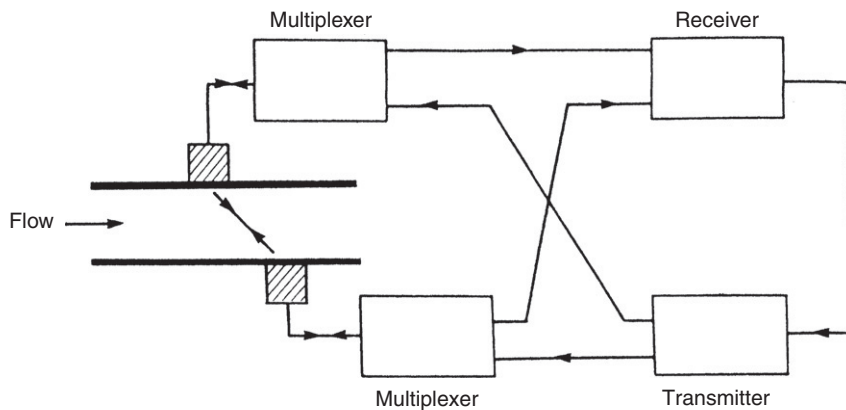 Multiplexer
Receiver
Flow
Multiplexer
Transmitter